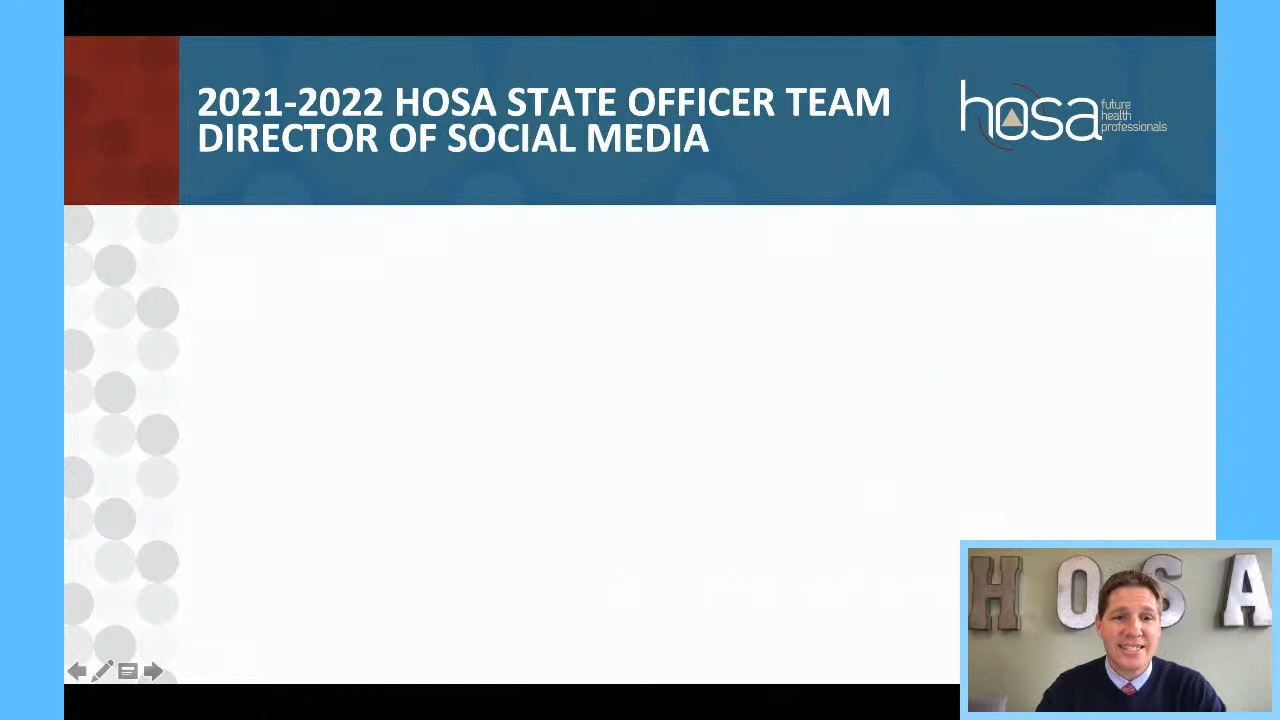 2021-2022 HOSA STATE OFFICER TEAM
DIRECTOR OF SOCIAL MEDIA
hosa
future
health
professionals
HOSA